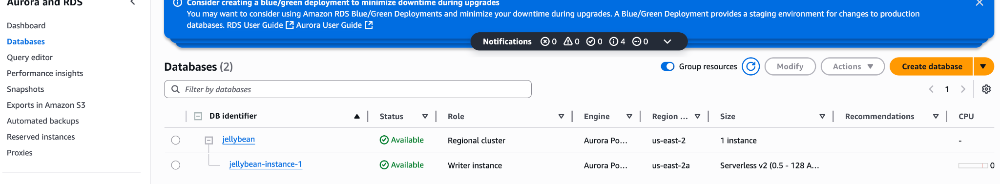 Aurora and RDS
Dashboard
Databases
Query editor
Performance insights
Snapshots
Exports in Amazon S3
Automated backups
Reserved instances
Proxies
Consider creating a blue/green deployment to minimize downtime during upgrades
You may want to consider using Amazon RDS Blue/Green Deployments and minimize your downtime during upgrades. A Blue/Green Deployment provides a staging environment for changes to production
databases. RDS User Guide Aurora User Guide
Notifications 0 0 0 4 0
Databases (2)
Group resources Modify Actions Create database
Filter by databases
1
DB identifier Status Role Engine Region ... Size Recommendations CPU
jellybean Available Regional cluster Aurora Po... us-east-2 1 instance -
jellybean-instance-1 Available Writer instance Aurora Po... us-east-2a Serverless v2 (0.5 - 128 A... 0